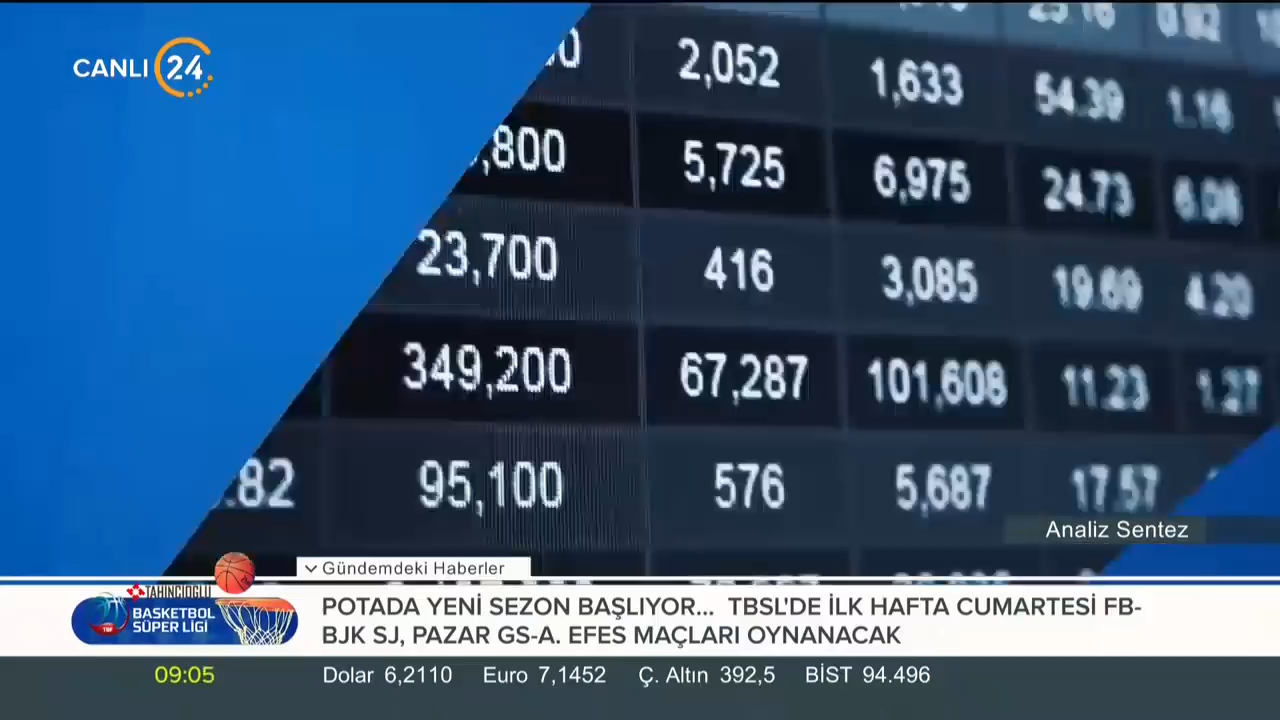 CANLI 24
2,052 1,633 54.39 1.16
,800 5,725 6,975 24.73 6.06
23,700 416 3,085 19.69 4.20
349,200 67,287 101,608 11.23 1.27
.82 95,100 576 5,687 17.57
Analiz Sentez
Gündemdeki Haberler
TAHİNCİOĞLU
BASKETBOL
SÜPER LİGİ
TBF
POTADA YENİ SEZON BAŞLIYOR... TBSL'DE İLK HAFTA CUMARTESİ FB-
BJK SJ, PAZAR GS-A. EFES MAÇLARI OYNANACAK
09:05 Dolar 6,2110 Euro 7,1452 Ç. Altın 392,5 BİST 94.496